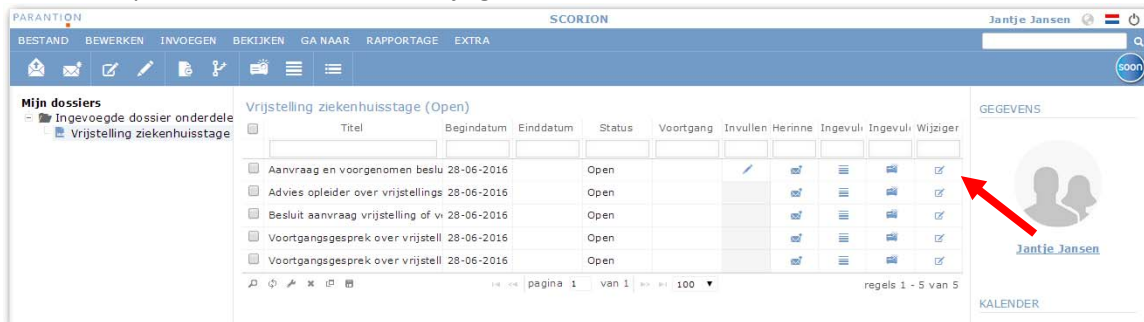 PARANTION
SCORION
Jantje Jansen
BESTAND BEWERKEN INVOEGEN BEKIJKEN GA NAAR RAPPORTAGE EXTRA
soon
Mijn dossiers
Ingevoegde dossier onderdele
Vrijstelling ziekenhuisstage
Vrijstelling ziekenhuisstage (Open)
Titel Begindatum Einddatum Status Voortgang Invullen Herinne Ingevul Ingevul Wijziger
Aanvraag en voorgenomen beslu 28-06-2016 Open
Advies opleider over vrijstellings 28-06-2016 Open
Besluit aanvraag vrijstelling of v 28-06-2016 Open
Voortgangsgesprek over vrijstell 28-06-2016 Open
Voortgangsgesprek over vrijstell 28-06-2016 Open
pagina 1 van 1 100 regels 1 - 5 van 5
GEGEVENS
Jantje Jansen
KALENDER